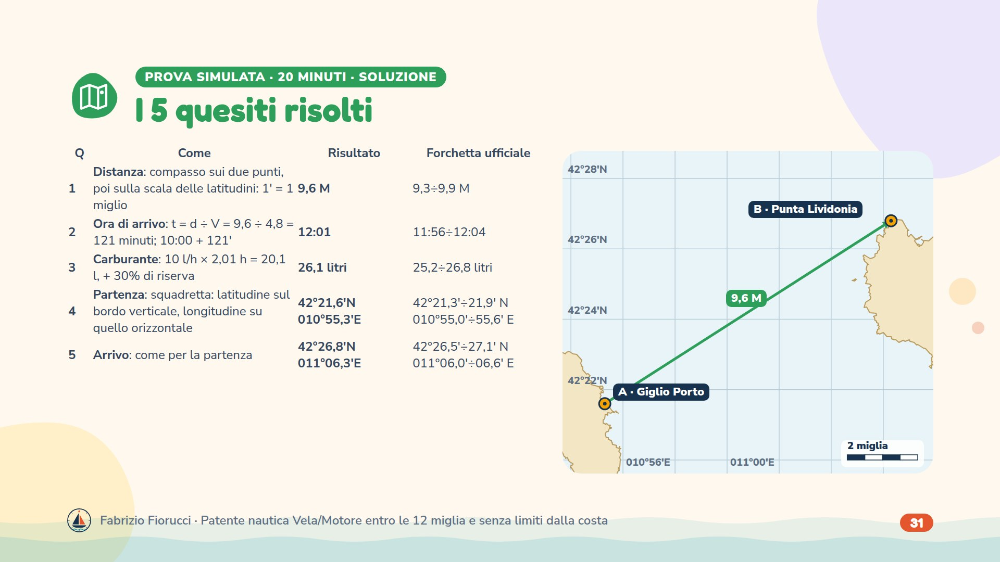 PROVA SIMULATA · 20 MINUTI · SOLUZIONE
I 5 quesiti risolti
Q Come Risultato Forchetta ufficiale
1 Distanza: compasso sui due punti, poi sulla scala delle latitudini: 1' = 1 miglio 9,6 M 9,3÷9,9 M
2 Ora di arrivo: t = d ÷ V = 9,6 ÷ 4,8 = 121 minuti; 10:00 + 121' 12:01 11:56÷12:04
3 Carburante: 10 l/h × 2,01 h = 20,1 l, + 30% di riserva 26,1 litri 25,2÷26,8 litri
4 Partenza: squadretta: latitudine sul bordo verticale, longitudine su quello orizzontale 42°21,6'N 010°55,3'E 42°21,3'÷21,9' N 010°55,0'÷55,6' E
5 Arrivo: come per la partenza 42°26,8'N 011°06,3'E 42°26,5'÷27,1' N 011°06,0'÷06,6' E
42°28'N
B · Punta Lividonia
42°26'N
9,6 M
42°24'N
42°22'N
A · Giglio Porto
2 miglia
010°56'E
011°00'E
Fabrizio Fiorucci · Patente nautica Vela/Motore entro le 12 miglia e senza limiti dalla costa
31